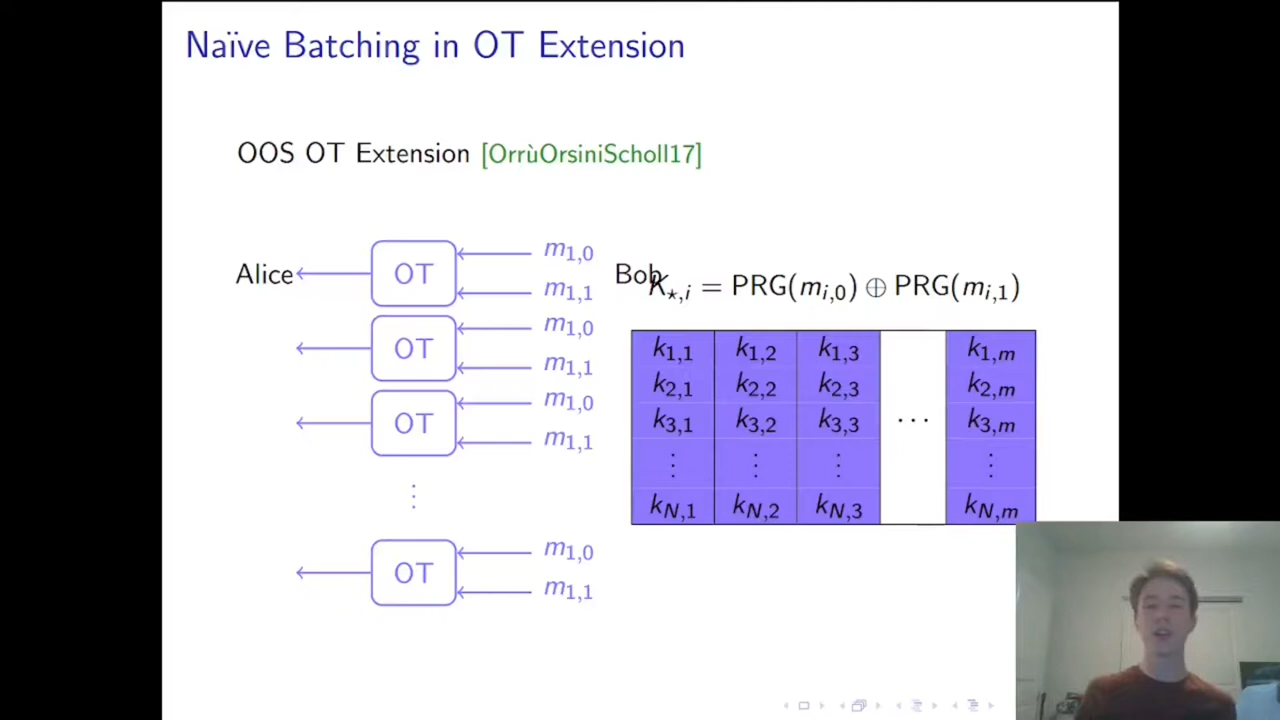 Naïve Batching in OT Extension
OOS OT Extension [OrrùOrsiniScholl17]
Alice
OT
m1,0
m1,1
OT
m1,0
m1,1
OT
m1,0
m1,1
⋮
OT
m1,0
m1,1
Bob
K⋆,i = PRG(mi,0) ⊕ PRG(mi,1)
k1,1 k1,2 k1,3 k1,m
k2,1 k2,2 k2,3 k2,m
k3,1 k3,2 k3,3 ⋯ k3,m
⋮ ⋮ ⋮ ⋮
kN,1 kN,2 kN,3 kN,m